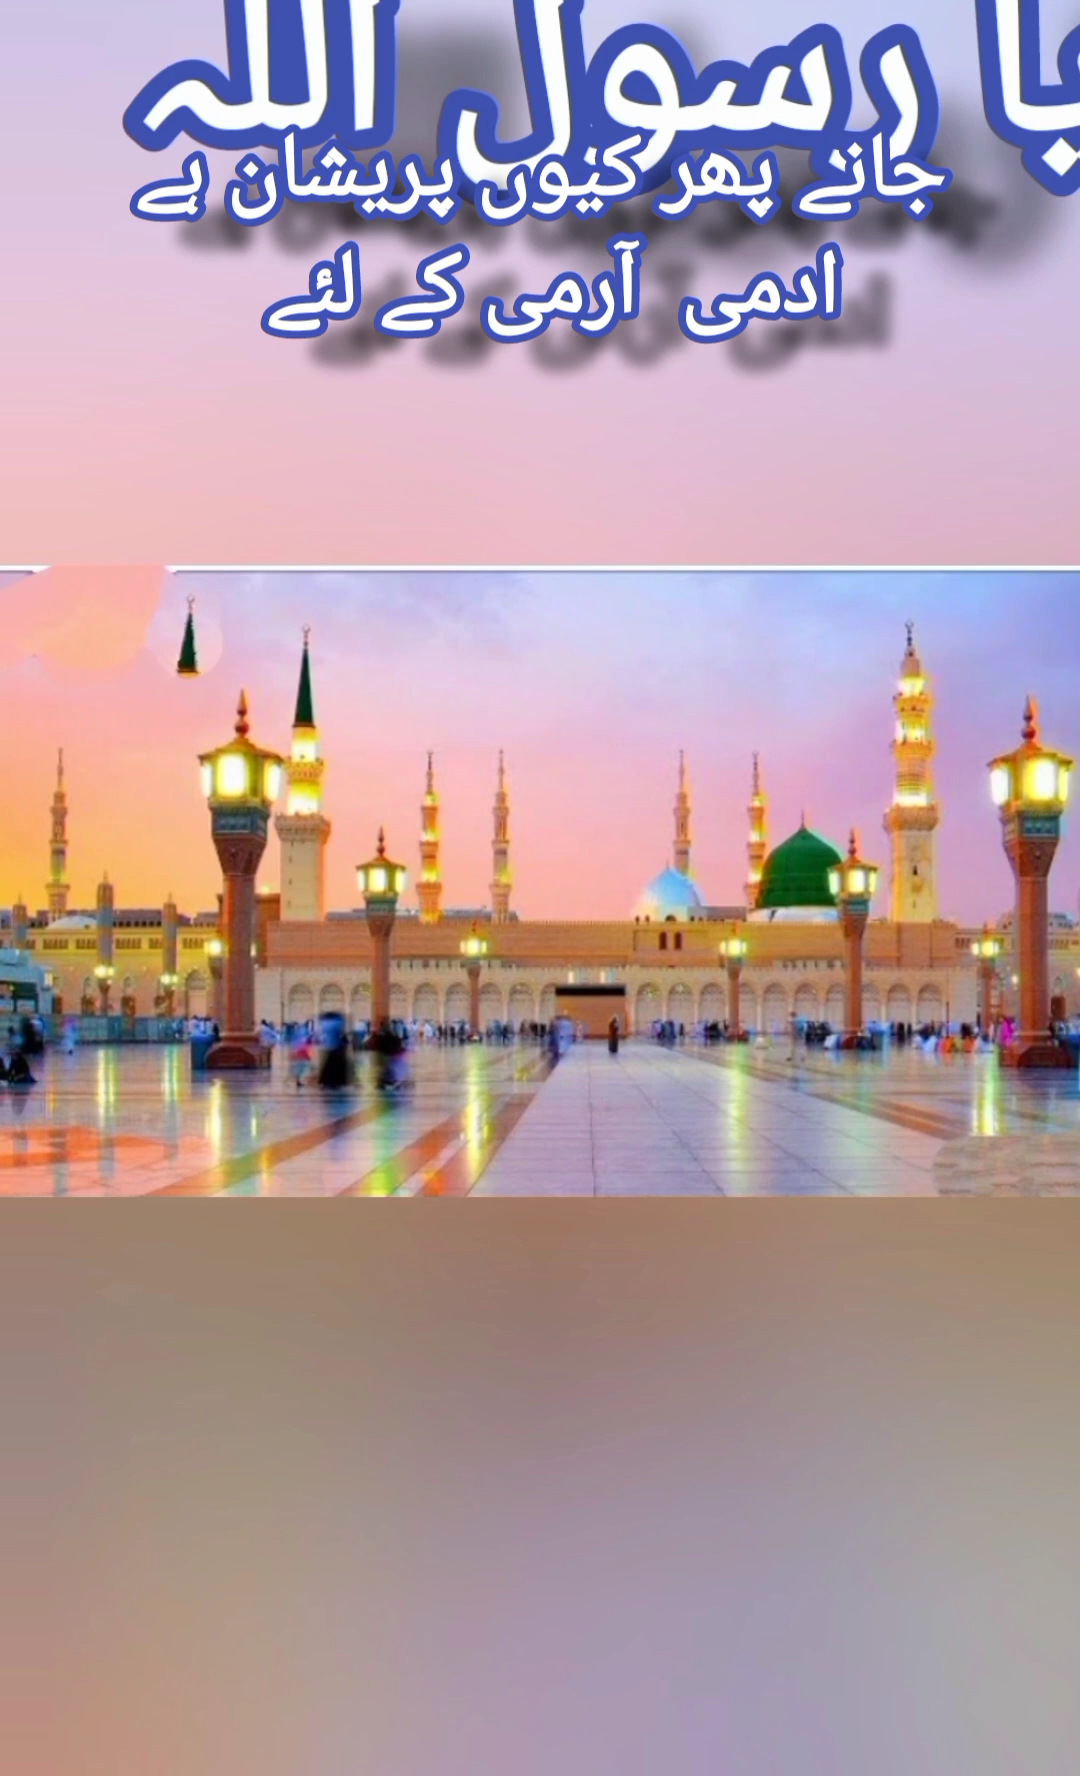 یا رسول اللہ
جانے پھر کیوں پریشان ہے
ادمی آرمی کے لئے